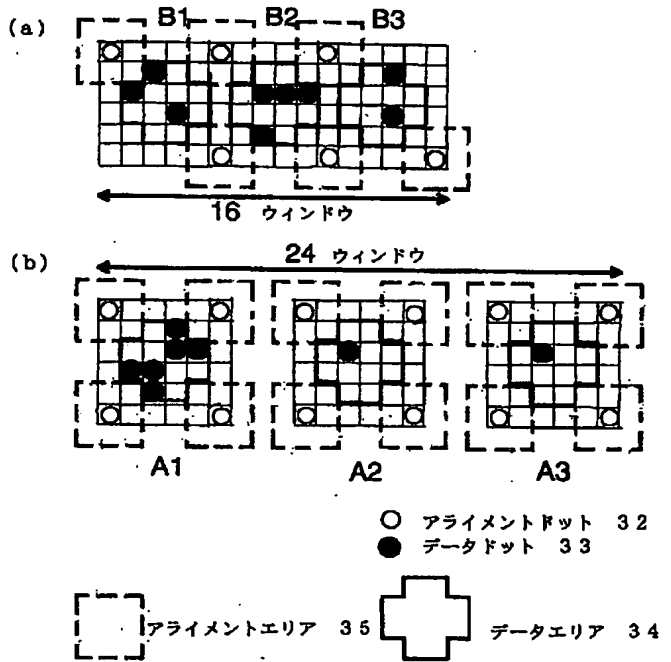 (a) B1 B2 B3
16 ウィンドウ
(b) 24 ウィンドウ
A1 A2 A3
アライメントドット 32
データドット 33
アライメントエリア 35
データエリア 34